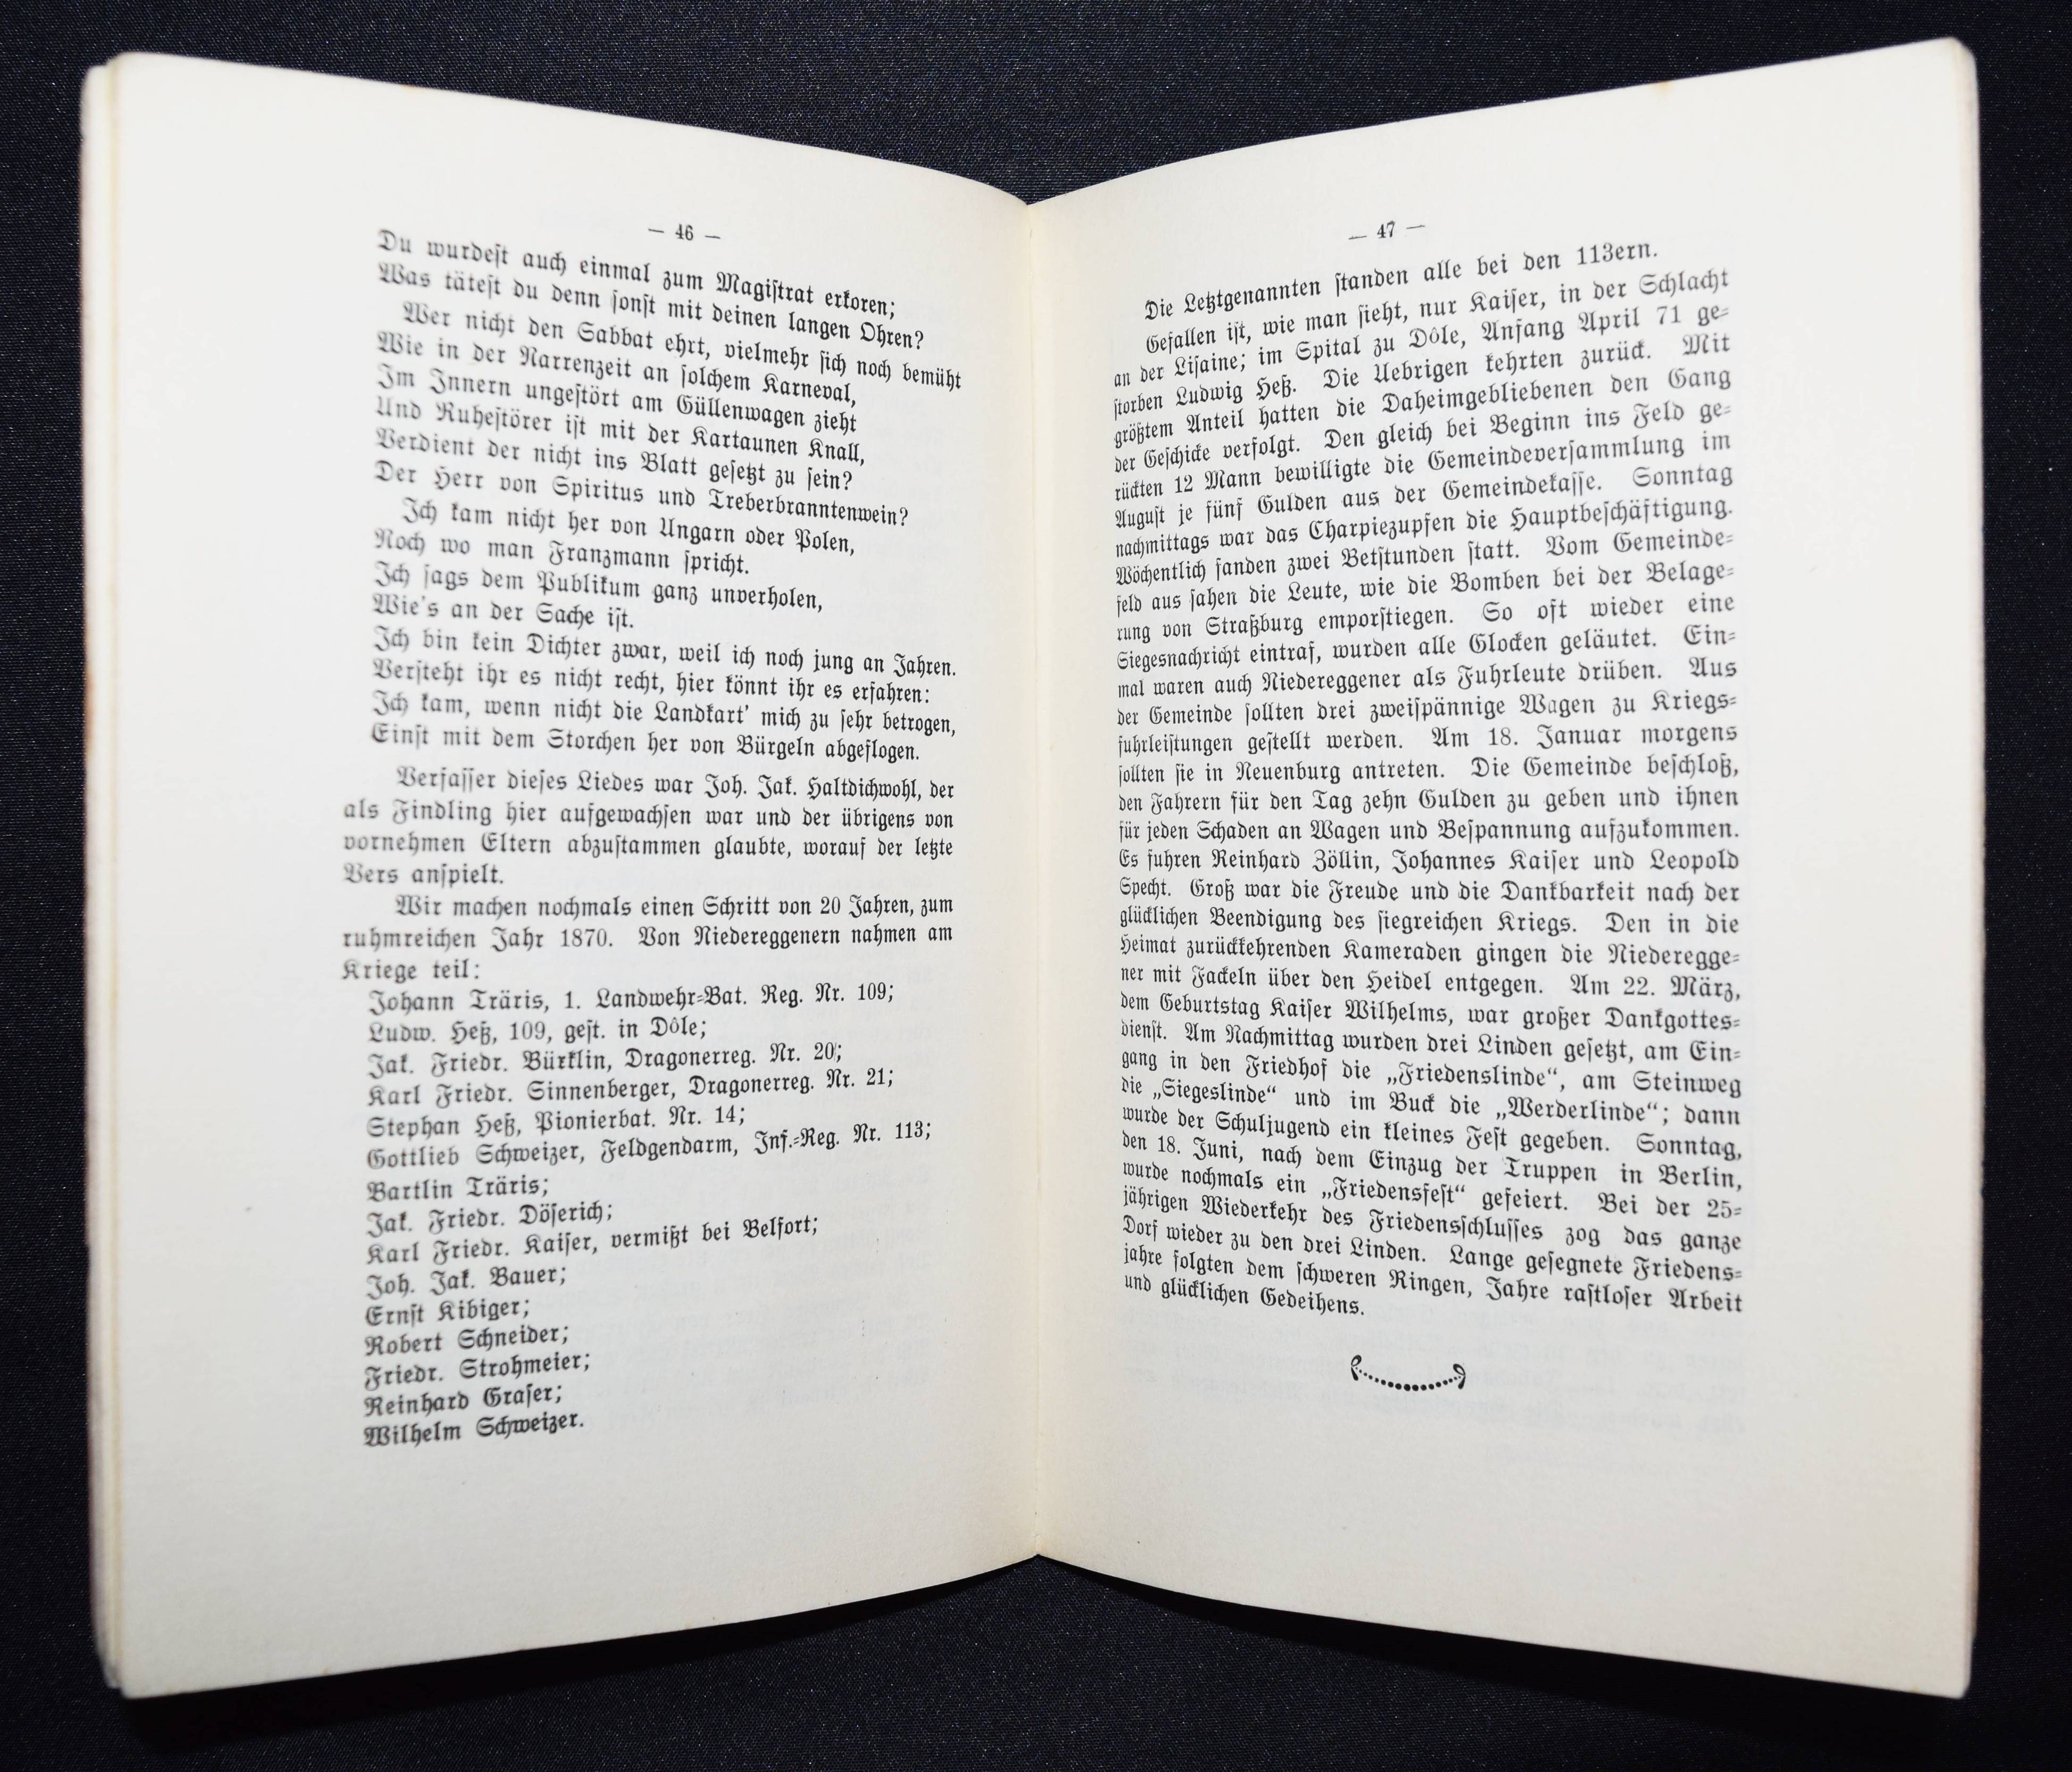 — 46 —
Du wurdeſt auch einmal zum Magiſtrat erkoren;
Was täteſt du denn ſonſt mit deinen langen Ohren?
Wer nicht den Sabbat ehrt, vielmehr ſich noch bemüht
Wie in der Narrenzeit an ſolchem Karneval,
Im Innern ungeſtört am Güllenwagen zieht
Und Ruheſtörer iſt mit der Kartaunen Knall,
Verdient der nicht ins Blatt geſetzt zu ſein?
Der Herr von Spiritus und Treberbranntenwein?
Ich kam nicht her von Ungarn oder Polen,
Noch wo man Franzmann ſpricht.
Ich ſags dem Publikum ganz unverholen,
Wie's an der Sache iſt.
Ich bin kein Dichter zwar, weil ich noch jung an Jahren.
Verſteht ihr es nicht recht, hier könnt ihr es erfahren:
Ich kam, wenn nicht die Landkart' mich zu ſehr betrogen,
Einſt mit dem Storchen her von Bürgeln abgeflogen.
Verfaſſer dieſes Liedes war Joh. Jak. Haltdichwohl, der
als Findling hier aufgewachſen war und der übrigens von
vornehmen Eltern abzuſtammen glaubte, worauf der letzte
Vers anſpielt.
Wir machen nochmals einen Schritt von 20 Jahren, zum
ruhmreichen Jahr 1870. Von Niedereggenern nahmen am
Kriege teil:
Johann Träris, 1. Landwehr-Bat. Reg. Nr. 109;
Ludw. Heß, 109, geſt. in Dôle;
Jak. Friedr. Bürklin, Dragonerreg. Nr. 20;
Karl Friedr. Sinnenberger, Dragonerreg. Nr. 21;
Stephan Heß, Pionierbat. Nr. 14;
Gottlieb Schweizer, Feldgendarm, Inf.-Reg. Nr. 113;
Bartlin Träris;
Jak. Friedr. Döſerich;
Karl Friedr. Kaiſer, vermißt bei Belfort;
Joh. Jak. Bauer;
Ernſt Kibiger;
Robert Schneider;
Friedr. Strohmeier;
Reinhard Graſer;
Wilhelm Schweizer.
— 47 —
Die Letztgenannten ſtanden alle bei den 113ern.
Gefallen iſt, wie man ſieht, nur Kaiſer, in der Schlacht
an der Liſaine; im Spital zu Dôle, Anfang April 71 ge-
ſtorben Ludwig Heß. Die Uebrigen kehrten zurück. Mit
größtem Anteil hatten die Daheimgebliebenen den Gang
der Geſchicke verfolgt. Den gleich bei Beginn ins Feld ge-
rückten 12 Mann bewilligte die Gemeindeverſammlung im
Auguſt je fünf Gulden aus der Gemeindekaſſe. Sonntag
nachmittags war das Charpiezupfen die Hauptbeſchäftigung.
Wöchentlich fanden zwei Betſtunden ſtatt. Vom Gemeinde-
feld aus ſahen die Leute, wie die Bomben bei der Belage-
rung von Straßburg emporſtiegen. So oft wieder eine
Siegesnachricht eintraf, wurden alle Glocken geläutet. Ein-
mal waren auch Niedereggener als Fuhrleute drüben. Aus
der Gemeinde ſollten drei zweiſpännige Wagen zu Kriegs-
fuhrleiſtungen geſtellt werden. Am 18. Januar morgens
ſollten ſie in Neuenburg antreten. Die Gemeinde beſchloß,
den Fahrern für den Tag zehn Gulden zu geben und ihnen
für jeden Schaden an Wagen und Beſpannung aufzukommen.
Es fuhren Reinhard Zöllin, Johannes Kaiſer und Leopold
Specht. Groß war die Freude und die Dankbarkeit nach der
glücklichen Beendigung des ſiegreichen Kriegs. Den in die
Heimat zurückkehrenden Kameraden gingen die Niederegge-
ner mit Fackeln über den Heidel entgegen. Am 22. März,
dem Geburtstag Kaiſer Wilhelms, war großer Dankgottes-
dienſt. Am Nachmittag wurden drei Linden geſetzt, am Ein-
gang in den Friedhof die „Friedenslinde“, am Steinweg
die „Siegeslinde“ und im Buck die „Werderlinde“; dann
wurde der Schuljugend ein kleines Feſt gegeben. Sonntag,
den 18. Juni, nach dem Einzug der Truppen in Berlin,
wurde nochmals ein „Friedensfeſt“ gefeiert. Bei der 25-
jährigen Wiederkehr des Friedensſchluſſes zog das ganze
Dorf wieder zu den drei Linden. Lange geſegnete Friedens-
jahre folgten dem ſchweren Ringen, Jahre raſtloſer Arbeit
und glücklichen Gedeihens.